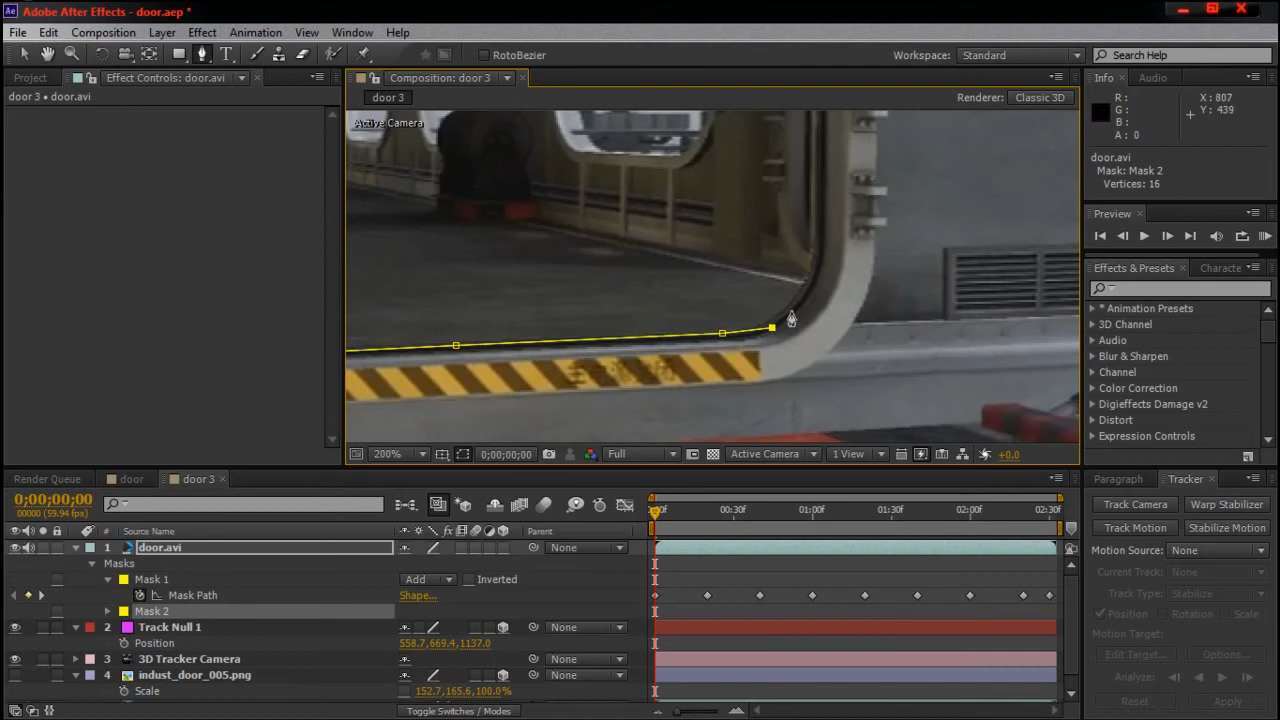 Adobe After Effects - door.aep *
File Edit Composition Layer Effect Animation View Window Help
RotoBezier
Workspace: Standard
Search Help
Project Effect Controls: door.avi
door 3 • door.avi
Composition: door 3
door 3
Renderer: Classic 3D
Active Camera
200% 0;00;00;00 Full Active Camera 1 View +0.0
Info Audio
R: X: 807
G: Y: 439
B:
A: 0
door.avi
Mask: Mask 2
Vertices: 16
Preview
Effects & Presets Characte
* Animation Presets
3D Channel
Audio
Blur & Sharpen
Channel
Color Correction
Digieffects Damage v2
Distort
Expression Controls
Render Queue door door 3
0;00;00;00
00000 (59.94 fps)
00:30f 01:00f 01:30f 02:00f 02:30f
# Source Name Parent
1 door.avi None
Masks
Mask 1 Add Inverted
Mask Path Shape...
Mask 2
2 Track Null 1 None
Position 558.7,669.4,1137.0
3 3D Tracker Camera None
4 indust_door_005.png None
Scale 152.7,165.6,100.0%
Toggle Switches / Modes
Paragraph Tracker
Track Camera Warp Stabilizer
Track Motion Stabilize Motion
Motion Source: None
Current Track: None
Track Type: Stabilize
Position Rotation Scale
Motion Target:
Edit Target... Options...
Analyze:
Reset Apply